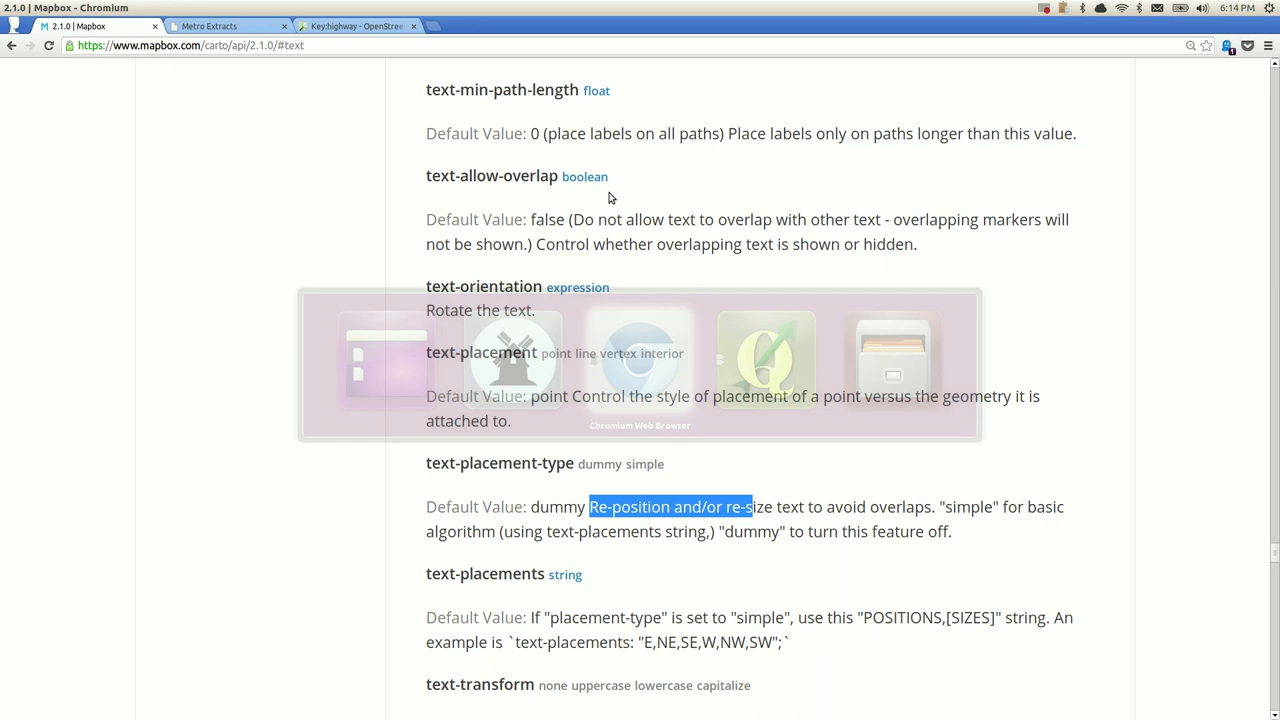 2.1.0 | Mapbox - Chromium
6:14 PM
2.1.0 | Mapbox
Metro Extracts
Key:highway - OpenStree
https://www.mapbox.com/carto/api/2.1.0/#text
text-min-path-length float
Default Value: 0 (place labels on all paths) Place labels only on paths longer than this value.
text-allow-overlap boolean
Default Value: false (Do not allow text to overlap with other text - overlapping markers will
not be shown.) Control whether overlapping text is shown or hidden.
text-orientation expression
Rotate the text.
text-placement point line vertex interior
Default Value: point Control the style of placement of a point versus the geometry it is
attached to.
Chromium Web Browser
text-placement-type dummy simple
Default Value: dummy Re-position and/or re-size text to avoid overlaps. "simple" for basic
algorithm (using text-placements string,) "dummy" to turn this feature off.
text-placements string
Default Value: If "placement-type" is set to "simple", use this "POSITIONS,[SIZES]" string. An
example is `text-placements: "E,NE,SE,W,NW,SW";`
text-transform none uppercase lowercase capitalize